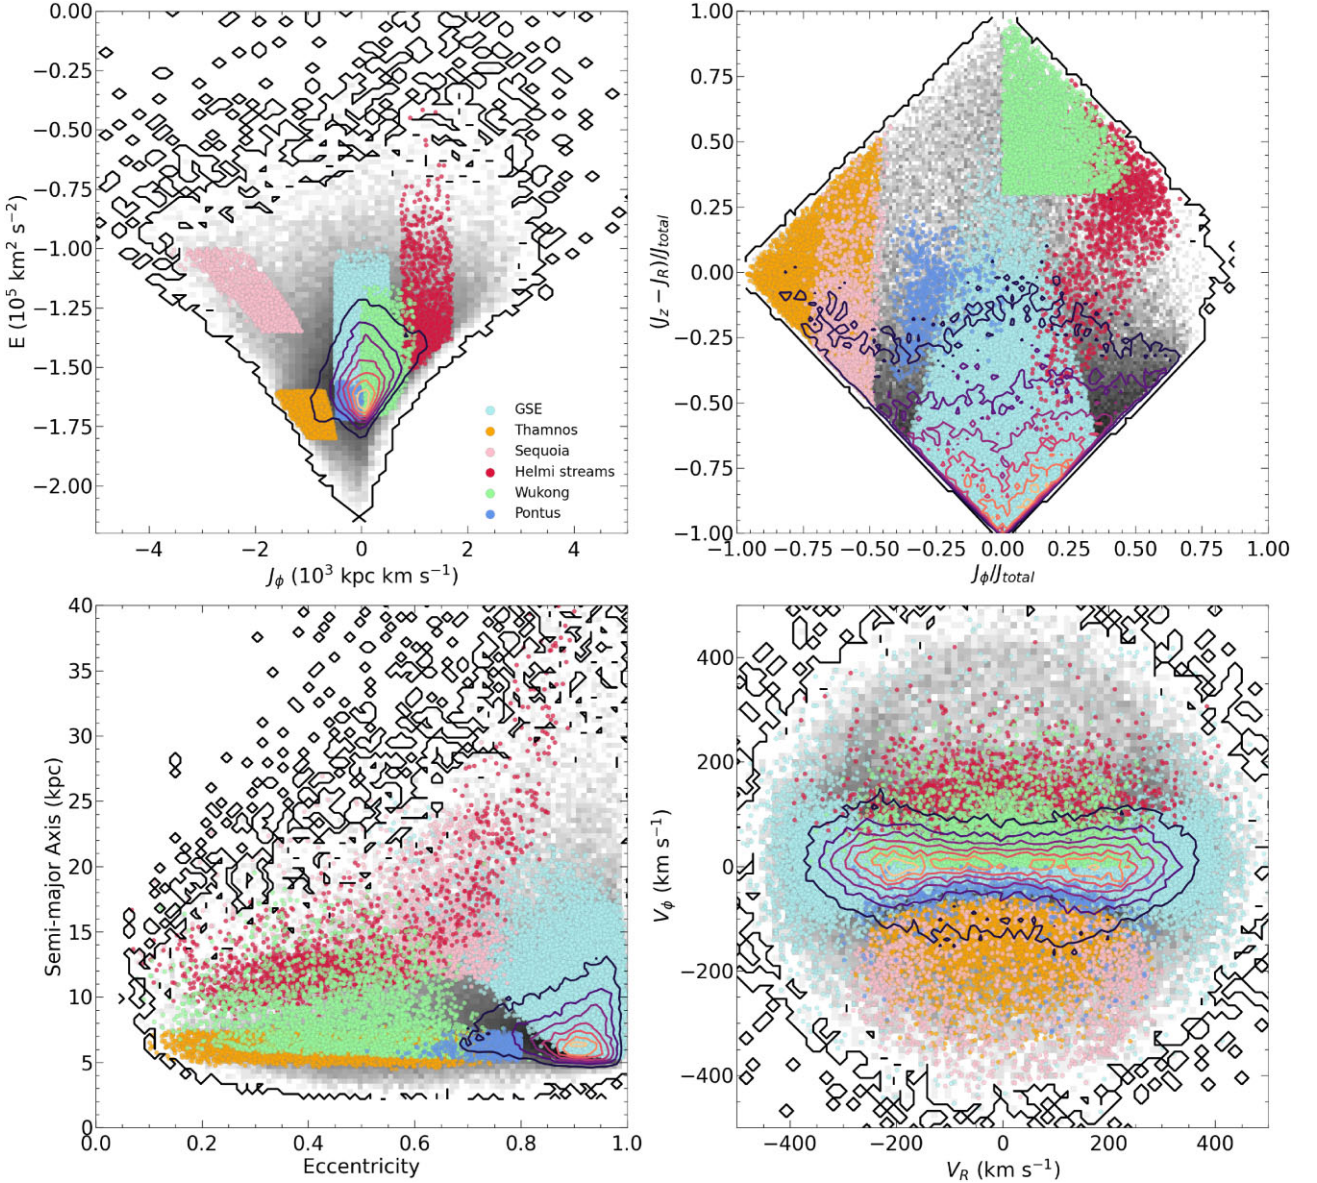 0.00
−0.25
−0.50
−0.75
−1.00
−1.25
−1.50
−1.75
−2.00
E (10⁵ km² s⁻²)
GSE
Thamnos
Sequoia
Helmi streams
Wukong
Pontus
−4 −2 0 2 4
J_ϕ (10³ kpc km s⁻¹)
1.00
0.75
0.50
0.25
0.00
−0.25
−0.50
−0.75
−1.00
(J_Z − J_R)/J_total
−1.00 −0.75 −0.50 −0.25 0.00 0.25 0.50 0.75 1.00
J_ϕ/J_total
40
35
30
25
20
15
10
5
0
Semi-major Axis (kpc)
0.0 0.2 0.4 0.6 0.8 1.0
Eccentricity
400
200
0
−200
−400
V_ϕ (km s⁻¹)
−400 −200 0 200 400
V_R (km s⁻¹)